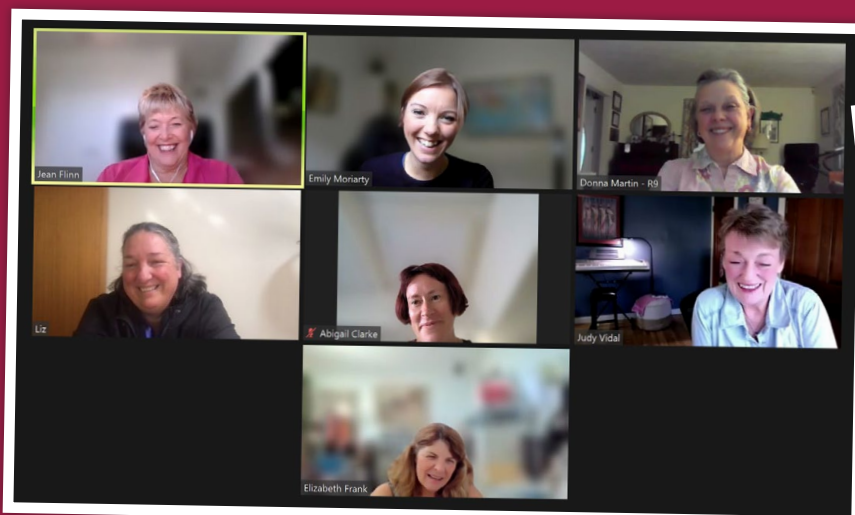 Jean Flinn
Emily Moriarty
Donna Martin - R9
Liz
Abigail Clarke
Judy Vidal
Elizabeth Frank